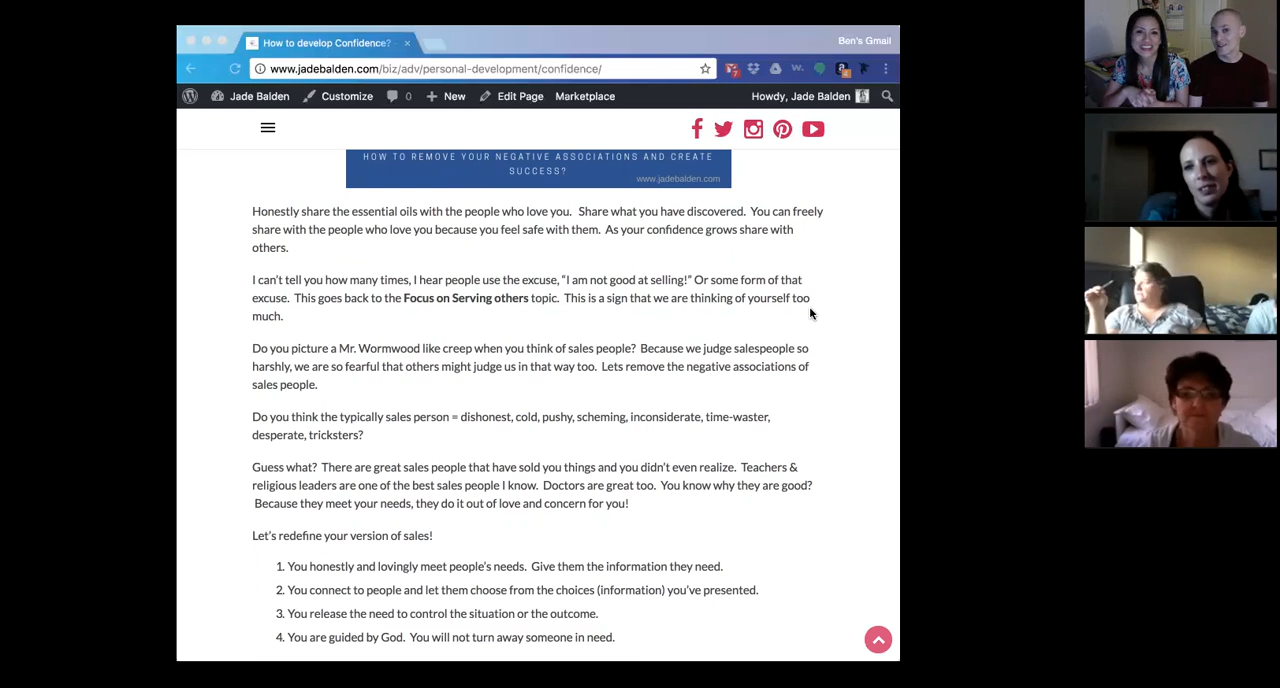 How to develop Confidence?
Ben's Gmail
www.jadebalden.com/biz/adv/personal-development/confidence/
Jade Balden Customize 0 New Edit Page Marketplace Howdy, Jade Balden
HOW TO REMOVE YOUR NEGATIVE ASSOCIATIONS AND CREATE
SUCCESS?
www.jadebalden.com
Honestly share the essential oils with the people who love you.  Share what you have discovered.  You can freely
share with the people who love you because you feel safe with them.  As your confidence grows share with
others.
I can't tell you how many times, I hear people use the excuse, “I am not good at selling!” Or some form of that
excuse.  This goes back to the Focus on Serving others topic.  This is a sign that we are thinking of yourself too
much.
Do you picture a Mr. Wormwood like creep when you think of sales people?  Because we judge salespeople so
harshly, we are so fearful that others might judge us in that way too.  Lets remove the negative associations of
sales people.
Do you think the typically sales person = dishonest, cold, pushy, scheming, inconsiderate, time-waster,
desperate, tricksters?
Guess what?  There are great sales people that have sold you things and you didn't even realize.  Teachers &
religious leaders are one of the best sales people I know.  Doctors are great too.  You know why they are good?
Because they meet your needs, they do it out of love and concern for you!
Let's redefine your version of sales!
1. You honestly and lovingly meet people's needs.  Give them the information they need.
2. You connect to people and let them choose from the choices (information) you've presented.
3. You release the need to control the situation or the outcome.
4. You are guided by God.  You will not turn away someone in need.